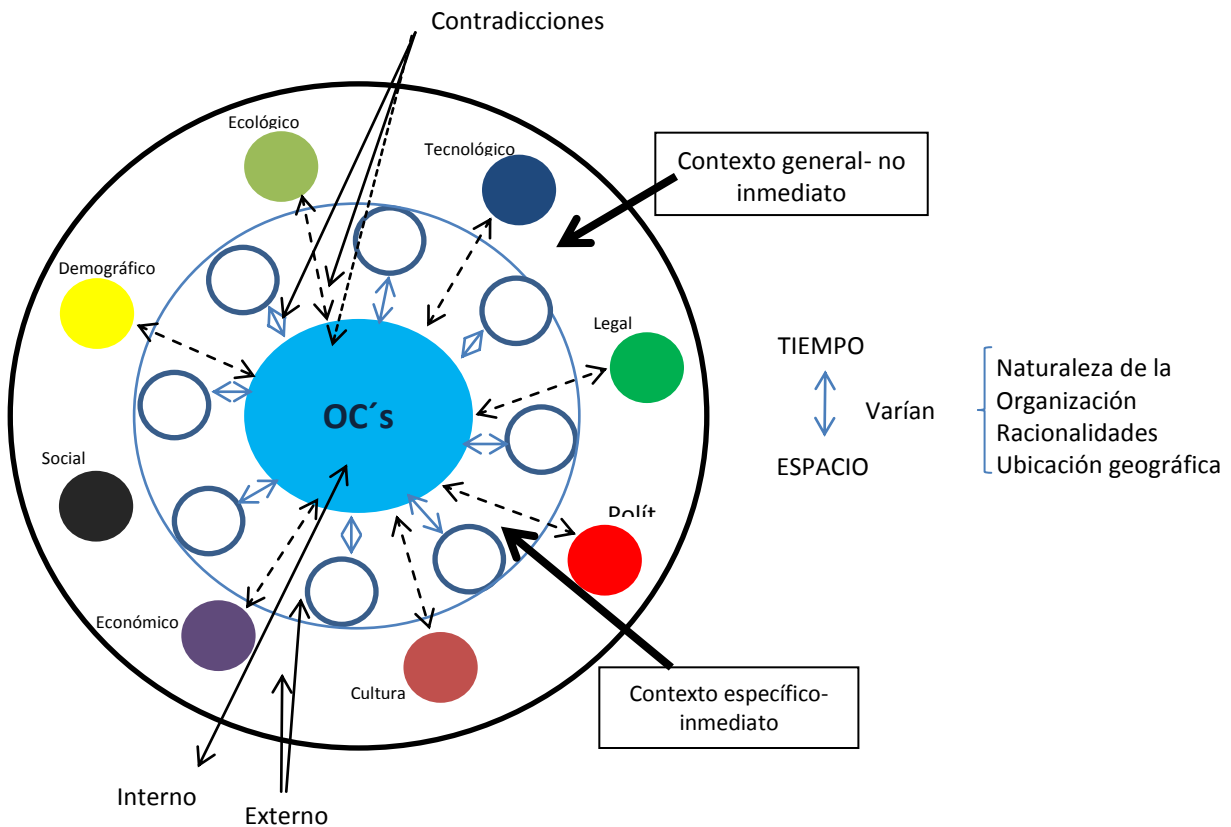 Contradicciones
Ecológico
Tecnológico
Contexto general- no
inmediato
Demográfico
Legal
TIEMPO
Varían
ESPACIO
Naturaleza de la
Organización
Racionalidades
Ubicación geográfica
OC´s
Social
Polít
Económico
Cultura
Contexto específico-
inmediato
Interno
Externo